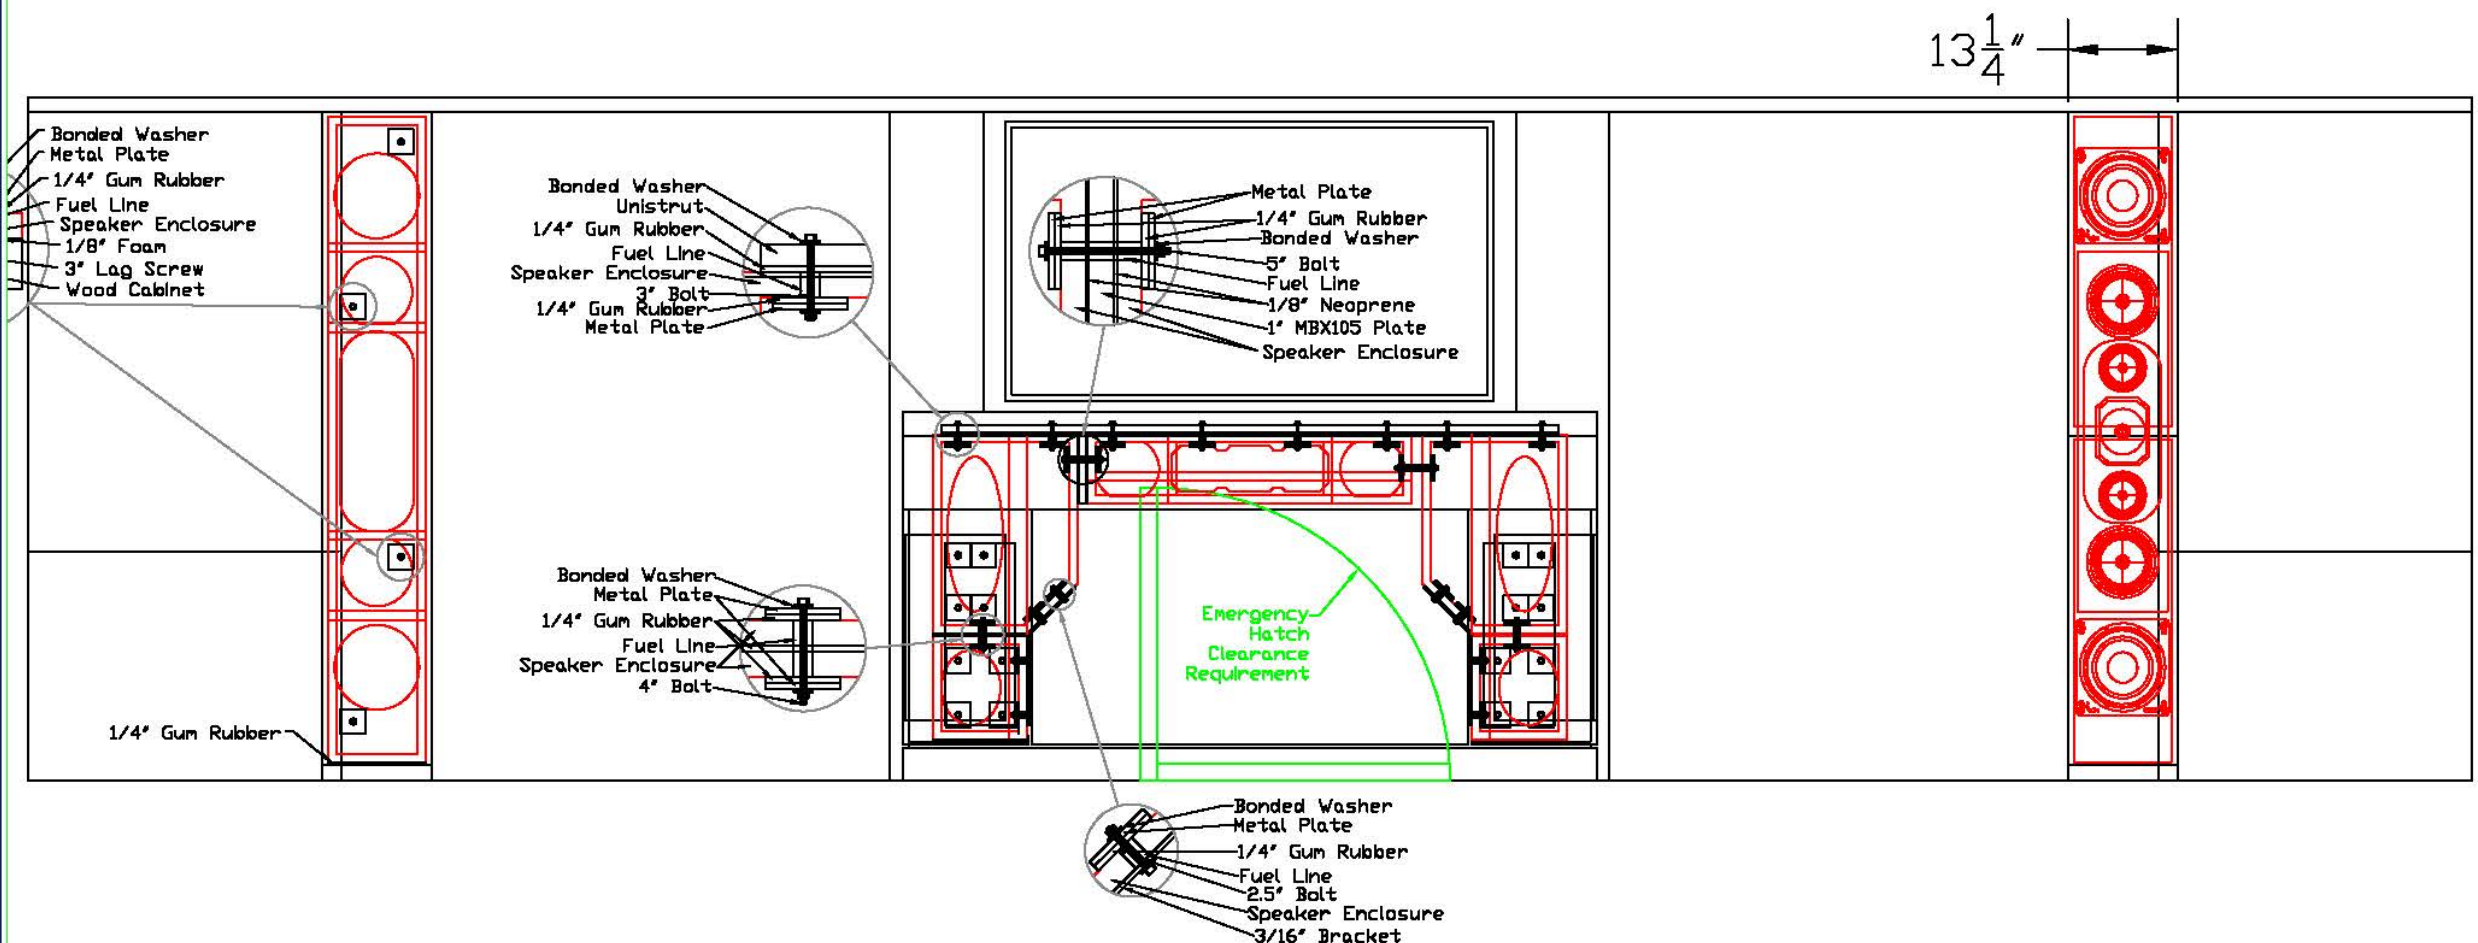 13 1/4"
Bonded Washer
Metal Plate
1/4" Gum Rubber
Fuel Line
Speaker Enclosure
1/8" Foam
3" Lag Screw
Wood Cabinet
Bonded Washer
Unistrut
1/4" Gum Rubber
Fuel Line
Speaker Enclosure
3" Bolt
1/4" Gum Rubber
Metal Plate
Metal Plate
1/4" Gum Rubber
Bonded Washer
5" Bolt
Fuel Line
1/8" Neoprene
1" MBX105 Plate
Speaker Enclosure
Bonded Washer
Metal Plate
1/4" Gum Rubber
Fuel Line
Speaker Enclosure
4" Bolt
Emergency
Hatch
Clearance
Requirement
1/4" Gum Rubber
Bonded Washer
Metal Plate
1/4" Gum Rubber
Fuel Line
2.5" Bolt
Speaker Enclosure
3/16" Bracket